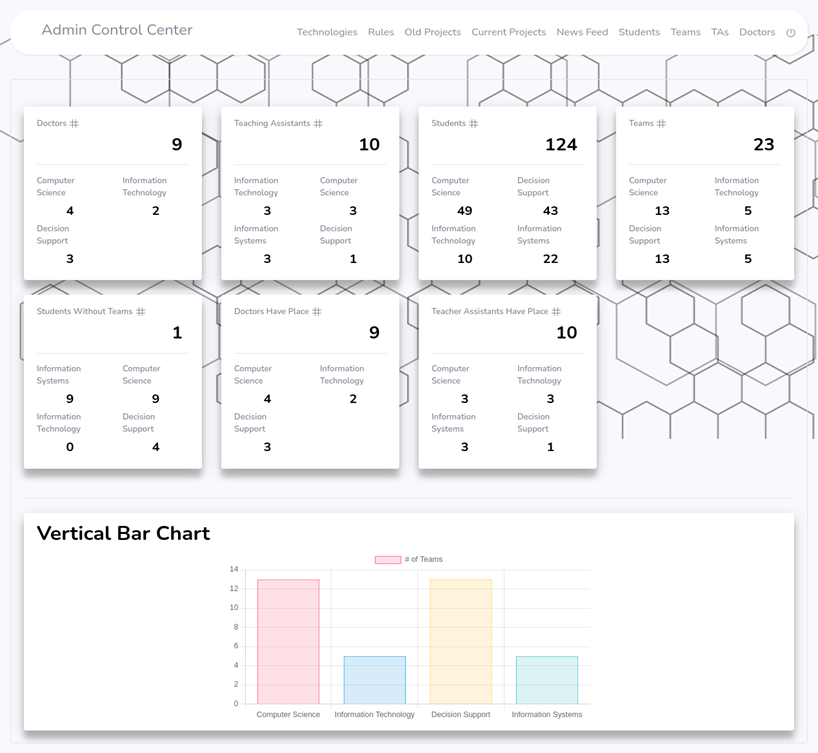 Admin Control Center
Technologies Rules Old Projects Current Projects News Feed Students Teams TAs Doctors
Doctors #
9
Computer Science
Information Technology
4
2
Decision Support
3
Teaching Assistants #
10
Information Technology
Computer Science
3
3
Information Systems
Decision Support
3
1
Students #
124
Computer Science
Decision Support
49
43
Information Technology
Information Systems
10
22
Teams #
23
Computer Science
Information Technology
13
5
Decision Support
Information Systems
13
5
Students Without Teams #
1
Information Systems
Computer Science
9
9
Information Technology
Decision Support
0
4
Doctors Have Place #
9
Computer Science
Information Technology
4
2
Decision Support
3
Teacher Assistants Have Place #
10
Computer Science
Information Technology
3
3
Information Systems
Decision Support
3
1
Vertical Bar Chart
# of Teams
14
12
10
8
6
4
2
0
Computer Science Information Technology Decision Support Information Systems